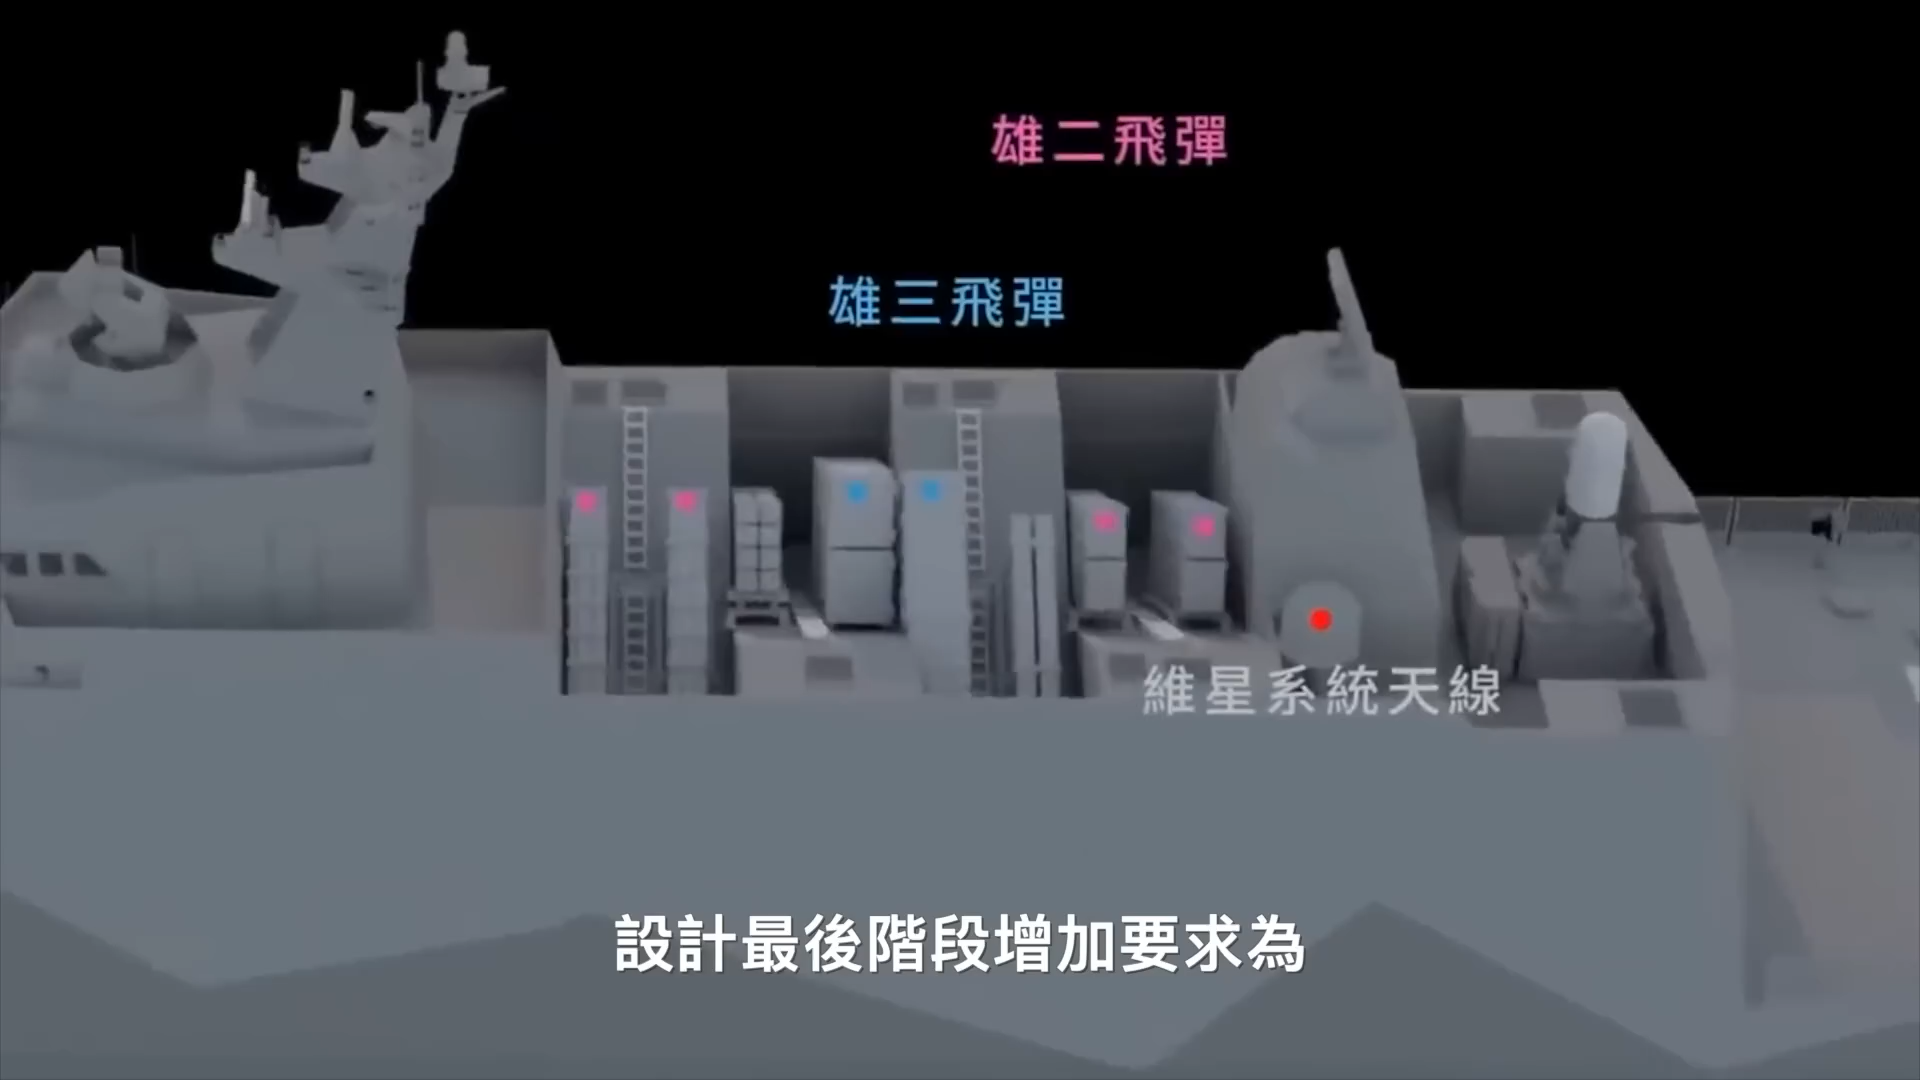 雄二飛彈
雄三飛彈
維星系統天線
設計最後階段增加要求為